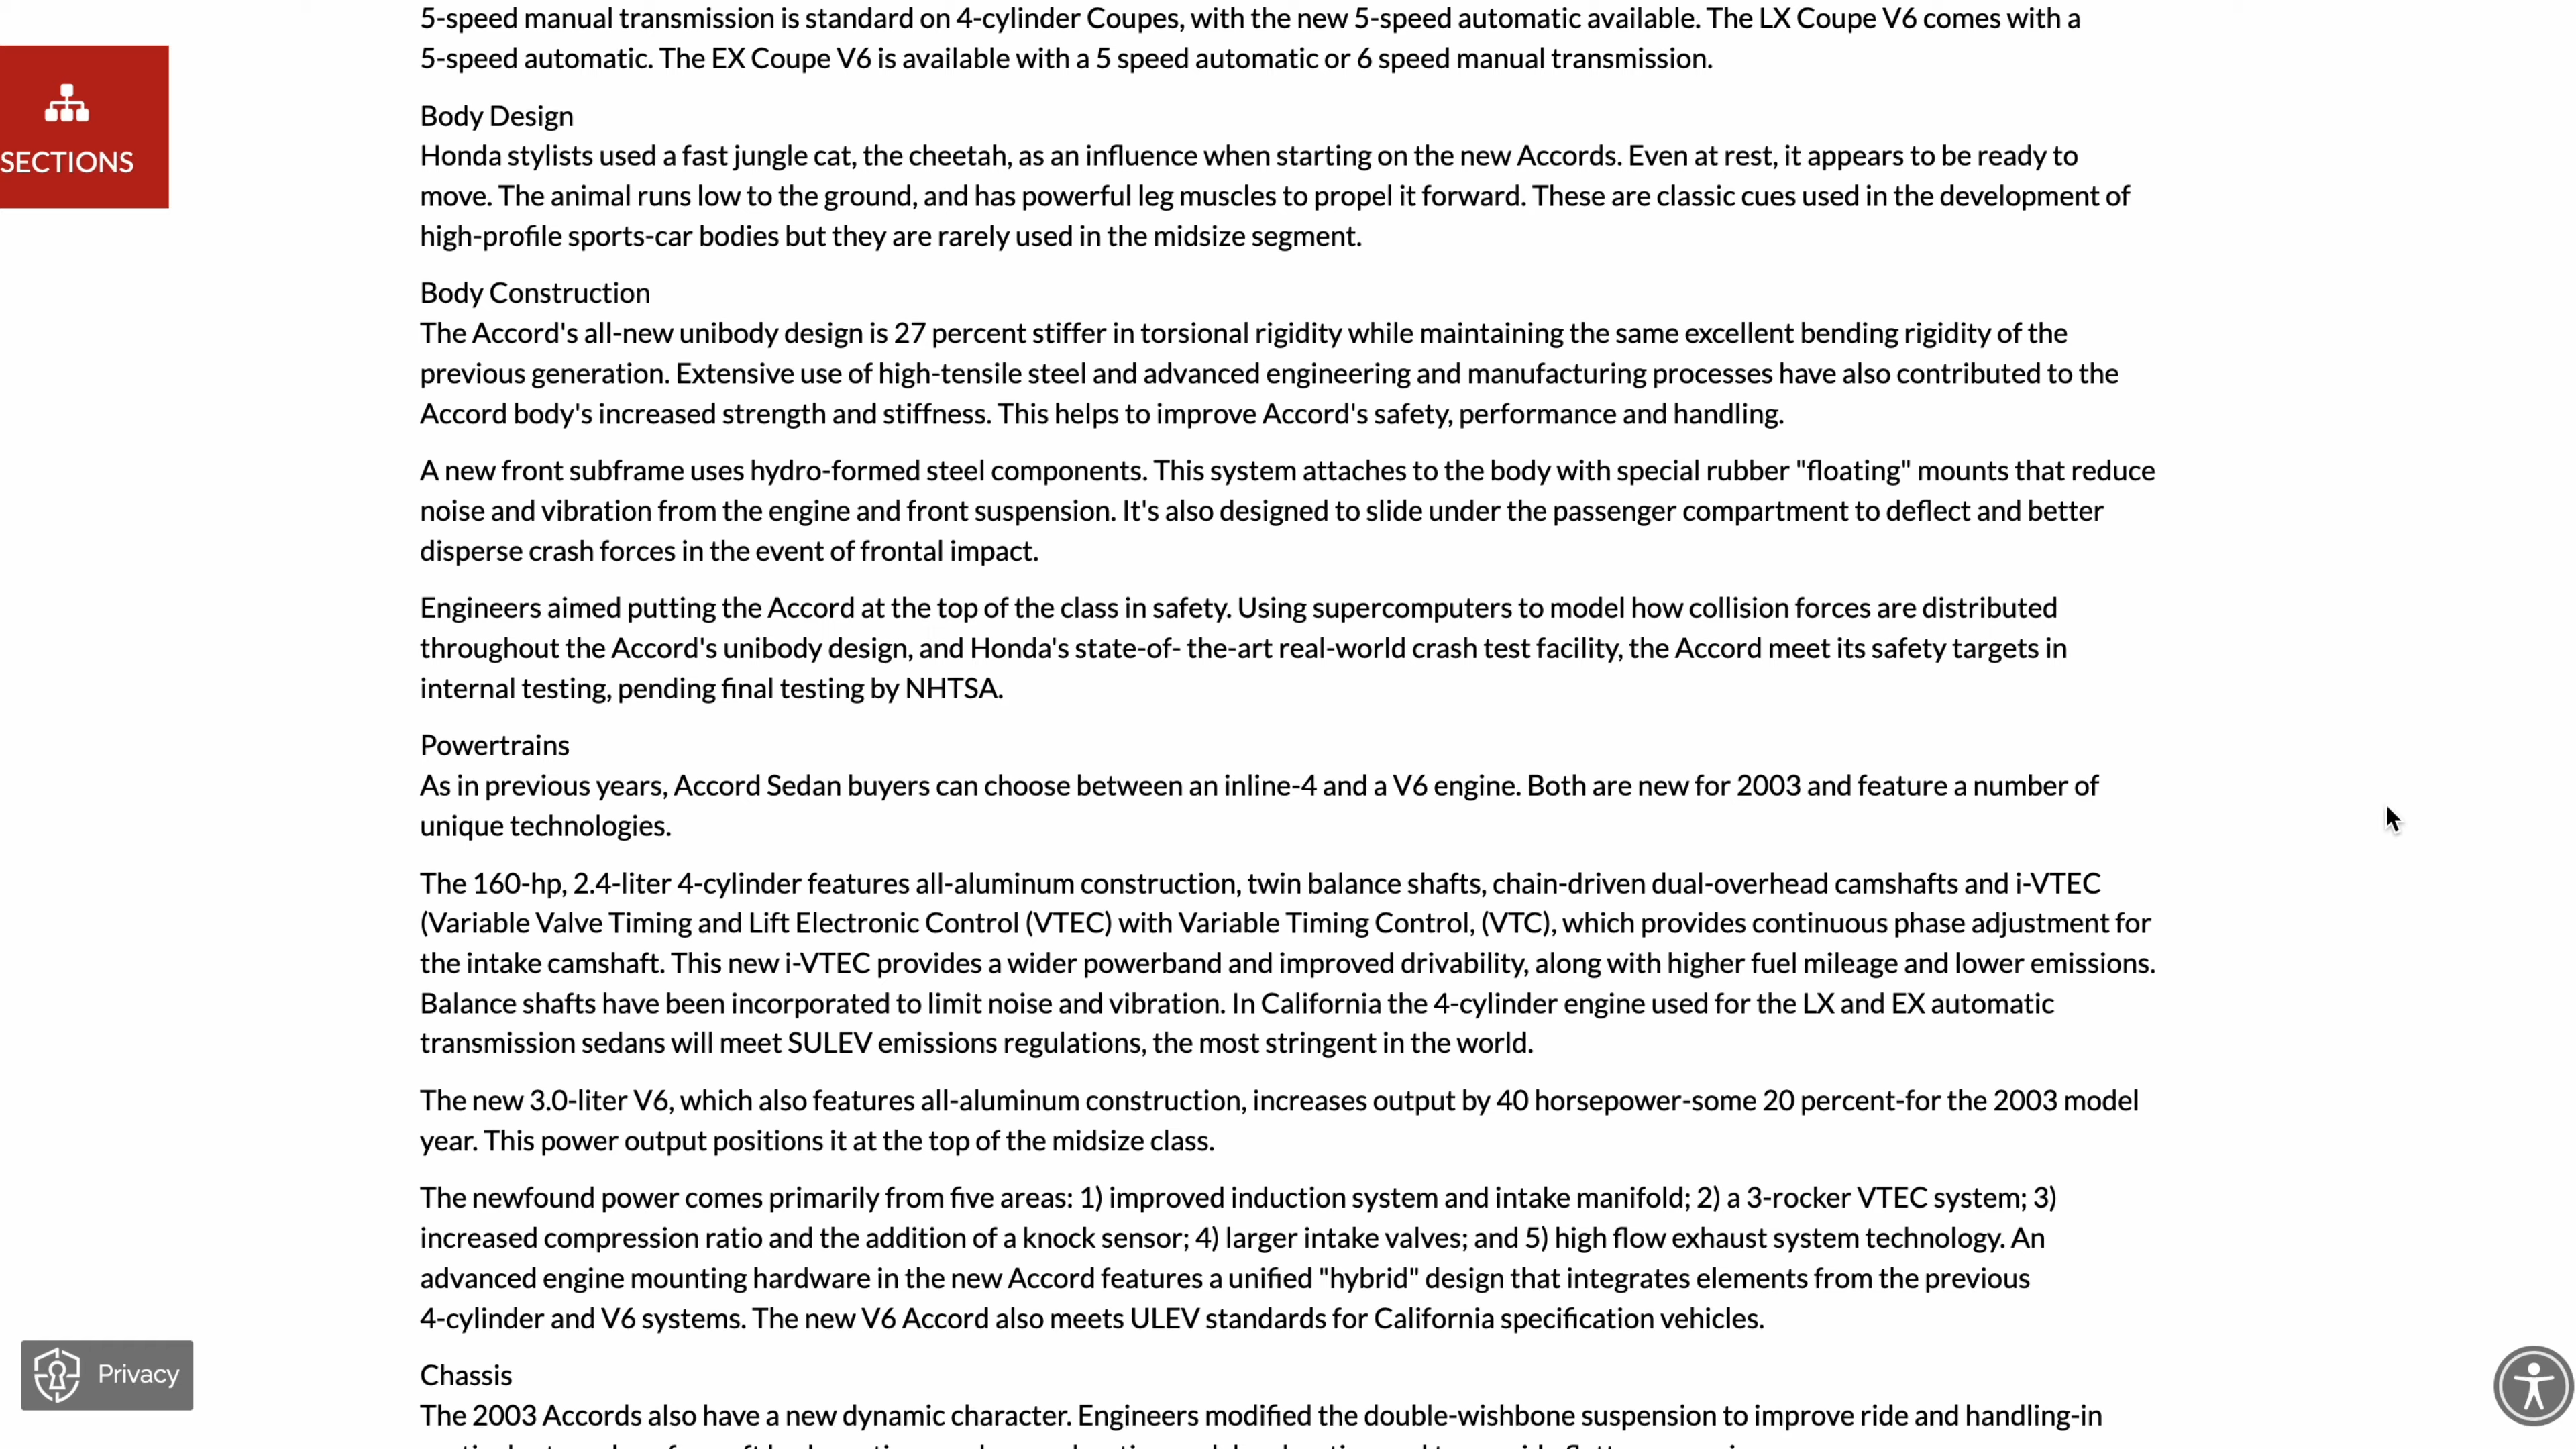 5-speed manual transmission is standard on 4-cylinder Coupes, with the new 5-speed automatic available. The LX Coupe V6 comes with a
5-speed automatic. The EX Coupe V6 is available with a 5 speed automatic or 6 speed manual transmission.
SECTIONS
Body Design
Honda stylists used a fast jungle cat, the cheetah, as an influence when starting on the new Accords. Even at rest, it appears to be ready to
move. The animal runs low to the ground, and has powerful leg muscles to propel it forward. These are classic cues used in the development of
high-profile sports-car bodies but they are rarely used in the midsize segment.
Body Construction
The Accord's all-new unibody design is 27 percent stiffer in torsional rigidity while maintaining the same excellent bending rigidity of the
previous generation. Extensive use of high-tensile steel and advanced engineering and manufacturing processes have also contributed to the
Accord body's increased strength and stiffness. This helps to improve Accord's safety, performance and handling.
A new front subframe uses hydro-formed steel components. This system attaches to the body with special rubber "floating" mounts that reduce
noise and vibration from the engine and front suspension. It's also designed to slide under the passenger compartment to deflect and better
disperse crash forces in the event of frontal impact.
Engineers aimed putting the Accord at the top of the class in safety. Using supercomputers to model how collision forces are distributed
throughout the Accord's unibody design, and Honda's state-of- the-art real-world crash test facility, the Accord meet its safety targets in
internal testing, pending final testing by NHTSA.
Powertrains
As in previous years, Accord Sedan buyers can choose between an inline-4 and a V6 engine. Both are new for 2003 and feature a number of
unique technologies.
The 160-hp, 2.4-liter 4-cylinder features all-aluminum construction, twin balance shafts, chain-driven dual-overhead camshafts and i-VTEC
(Variable Valve Timing and Lift Electronic Control (VTEC) with Variable Timing Control, (VTC), which provides continuous phase adjustment for
the intake camshaft. This new i-VTEC provides a wider powerband and improved drivability, along with higher fuel mileage and lower emissions.
Balance shafts have been incorporated to limit noise and vibration. In California the 4-cylinder engine used for the LX and EX automatic
transmission sedans will meet SULEV emissions regulations, the most stringent in the world.
The new 3.0-liter V6, which also features all-aluminum construction, increases output by 40 horsepower-some 20 percent-for the 2003 model
year. This power output positions it at the top of the midsize class.
The newfound power comes primarily from five areas: 1) improved induction system and intake manifold; 2) a 3-rocker VTEC system; 3)
increased compression ratio and the addition of a knock sensor; 4) larger intake valves; and 5) high flow exhaust system technology. An
advanced engine mounting hardware in the new Accord features a unified "hybrid" design that integrates elements from the previous
4-cylinder and V6 systems. The new V6 Accord also meets ULEV standards for California specification vehicles.
Privacy
Chassis
The 2003 Accords also have a new dynamic character. Engineers modified the double-wishbone suspension to improve ride and handling-in